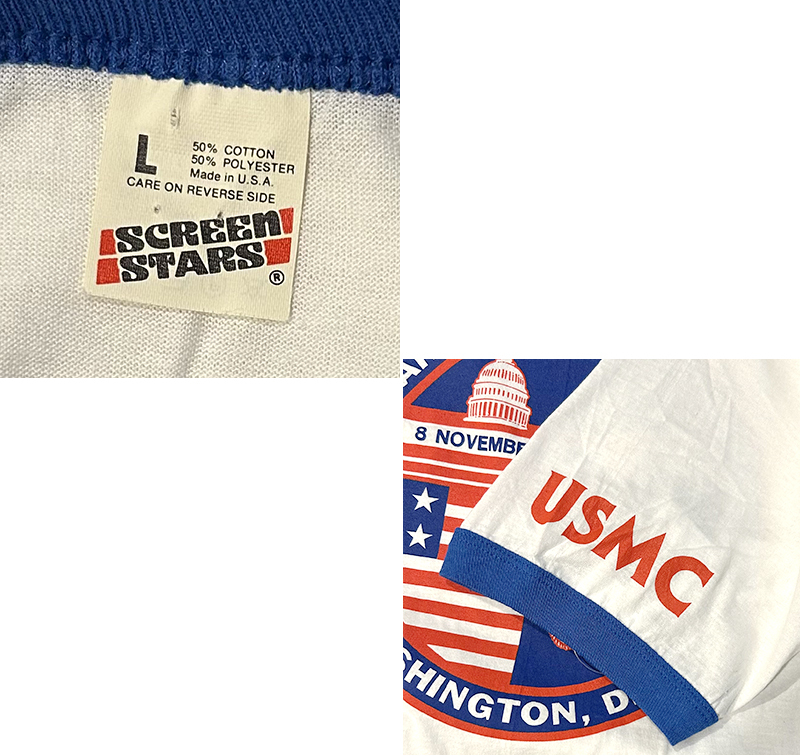 L
50% COTTON
50% POLYESTER
Made in U.S.A.
CARE ON REVERSE SIDE
SCREEN
STARS
®
8 NOVEMBE
USMC
SHINGTON, D